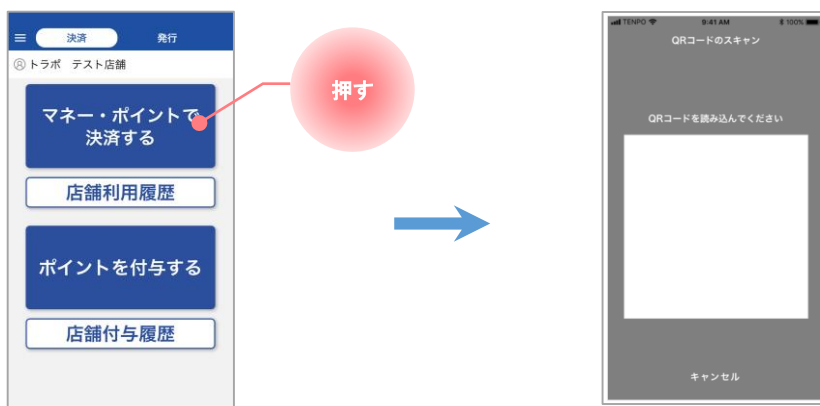 決済
発行
トラポ テスト店舗
マネー・ポイントで
決済する
店舗利用履歴
ポイントを付与する
店舗付与履歴
押す
TENPO
9:41 AM
100%
QRコードのスキャン
QRコードを読み込んでください
キャンセル